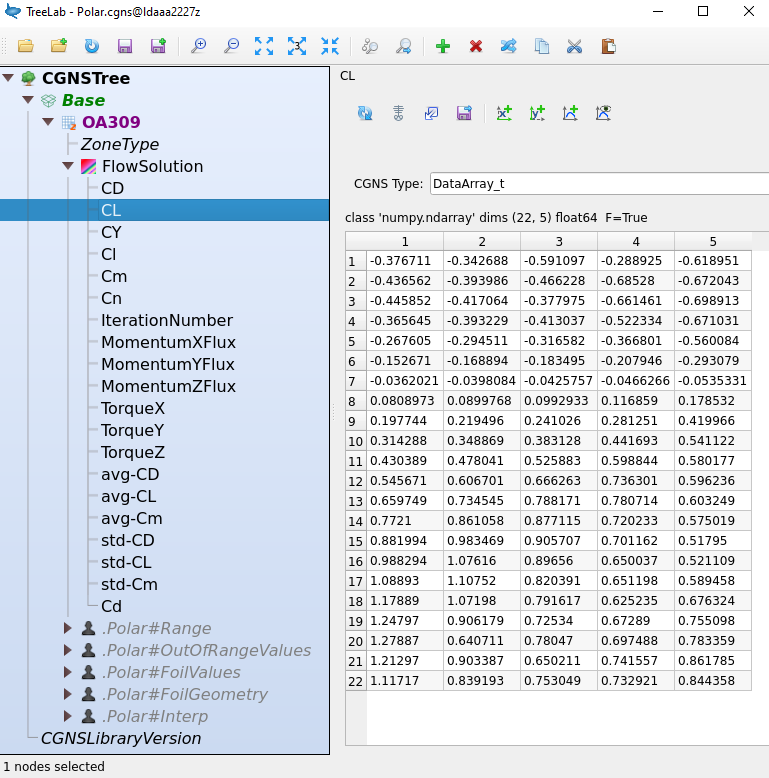 TreeLab - Polar.cgns@ldaaa2227z
3
CGNSTree
Base
OA309
ZoneType
FlowSolution
CD
CL
CY
Cl
Cm
Cn
IterationNumber
MomentumXFlux
MomentumYFlux
MomentumZFlux
TorqueX
TorqueY
TorqueZ
avg-CD
avg-CL
avg-Cm
std-CD
std-CL
std-Cm
Cd
.Polar#Range
.Polar#OutOfRangeValues
.Polar#FoilValues
.Polar#FoilGeometry
.Polar#Interp
CGNSLibraryVersion
1 nodes selected
CL
CGNS Type: DataArray_t
class 'numpy.ndarray' dims (22, 5) float64 F=True
1 2 3 4 5
1 -0.376711 -0.342688 -0.591097 -0.288925 -0.618951
2 -0.436562 -0.393986 -0.466228 -0.68528 -0.672043
3 -0.445852 -0.417064 -0.377975 -0.661461 -0.698913
4 -0.365645 -0.393229 -0.413037 -0.522334 -0.671031
5 -0.267605 -0.294511 -0.316582 -0.366801 -0.560084
6 -0.152671 -0.168894 -0.183495 -0.207946 -0.293079
7 -0.0362021 -0.0398084 -0.0425757 -0.0466266 -0.0535331
8 0.0808973 0.0899768 0.0992933 0.116859 0.178532
9 0.197744 0.219496 0.241026 0.281251 0.419966
10 0.314288 0.348869 0.383128 0.441693 0.541122
11 0.430389 0.478041 0.525883 0.598844 0.580177
12 0.545671 0.606701 0.666263 0.736301 0.596236
13 0.659749 0.734545 0.788171 0.780714 0.603249
14 0.7721 0.861058 0.877115 0.720233 0.575019
15 0.881994 0.983469 0.905707 0.701162 0.51795
16 0.988294 1.07616 0.89656 0.650037 0.521109
17 1.08893 1.10752 0.820391 0.651198 0.589458
18 1.17889 1.07198 0.791617 0.625235 0.676324
19 1.24797 0.906179 0.72534 0.67289 0.755098
20 1.27887 0.640711 0.78047 0.697488 0.783359
21 1.21297 0.903387 0.650211 0.741557 0.861785
22 1.11717 0.839193 0.753049 0.732921 0.844358